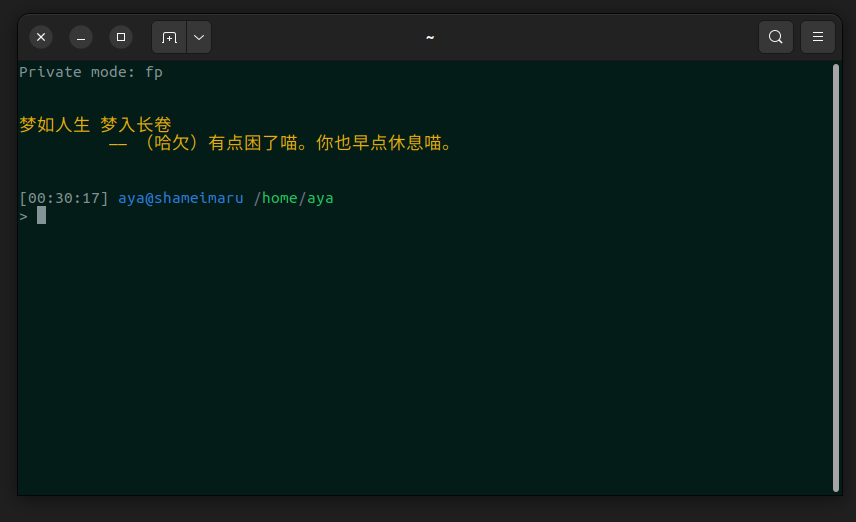 ~
Private mode: fp
梦如人生 梦入长卷
—— （哈欠）有点困了喵。你也早点休息喵。
[00:30:17] aya@shameimaru /home/aya
>